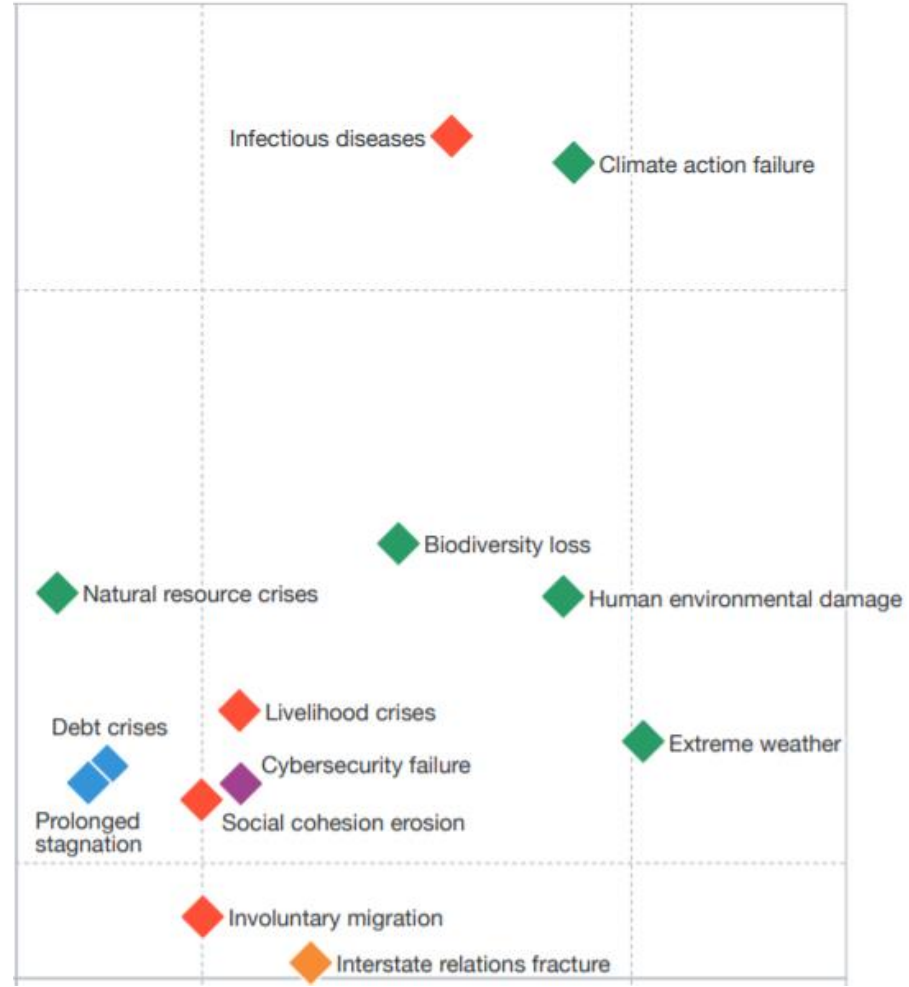 Infectious diseases
Climate action failure
Biodiversity loss
Natural resource crises
Human environmental damage
Livelihood crises
Debt crises
Extreme weather
Cybersecurity failure
Prolonged
stagnation
Social cohesion erosion
Involuntary migration
Interstate relations fracture